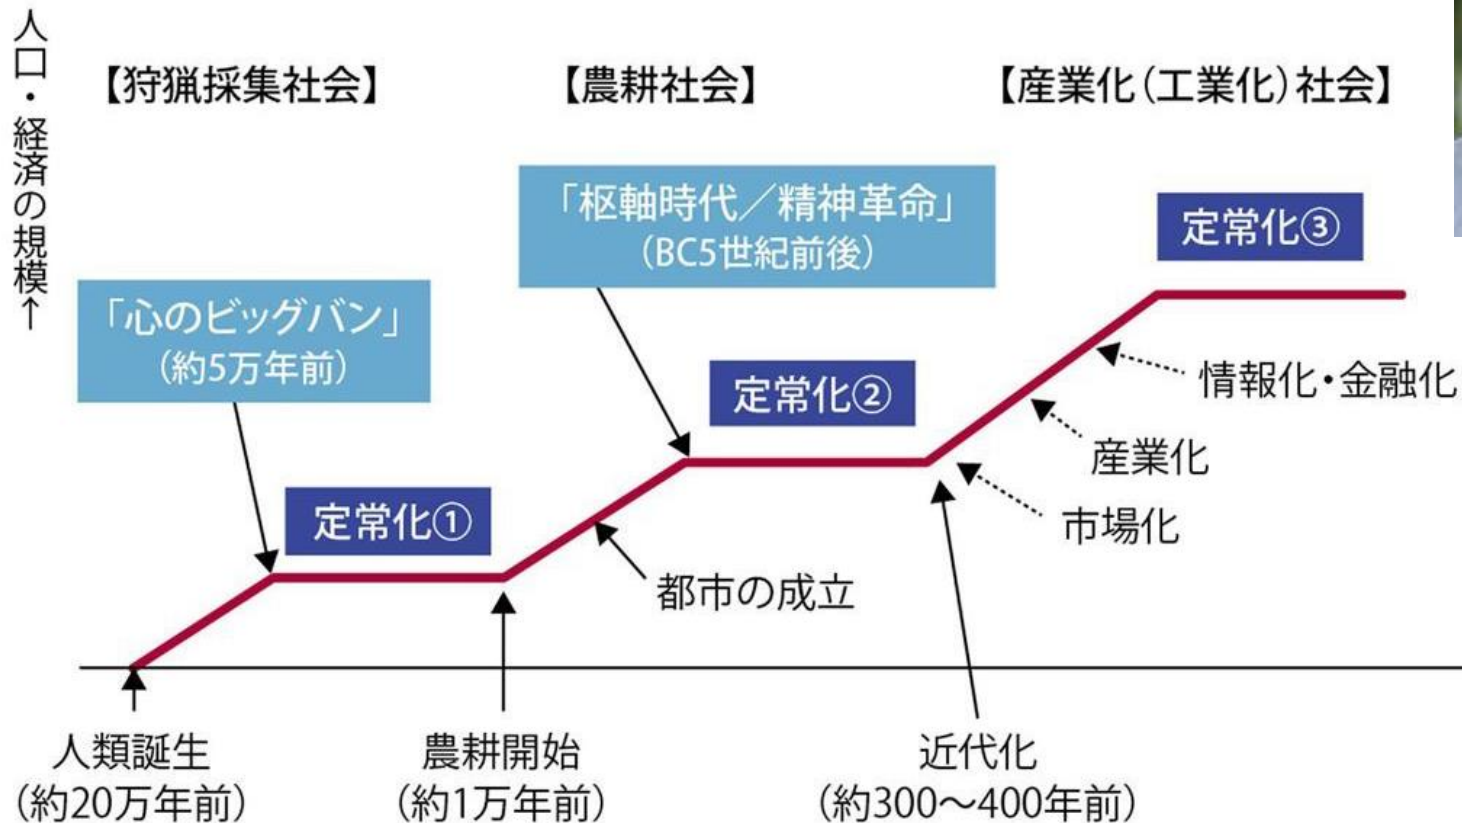 人口・経済の規模→
【狩猟採集社会】
【農耕社会】
【産業化（工業化）社会】
「心のビッグバン」
（約5万年前）
「枢軸時代／精神革命」
（BC5世紀前後）
定常化①
定常化②
定常化③
都市の成立
情報化・金融化
産業化
市場化
人類誕生
（約20万年前）
農耕開始
（約1万年前）
近代化
（約300～400年前）